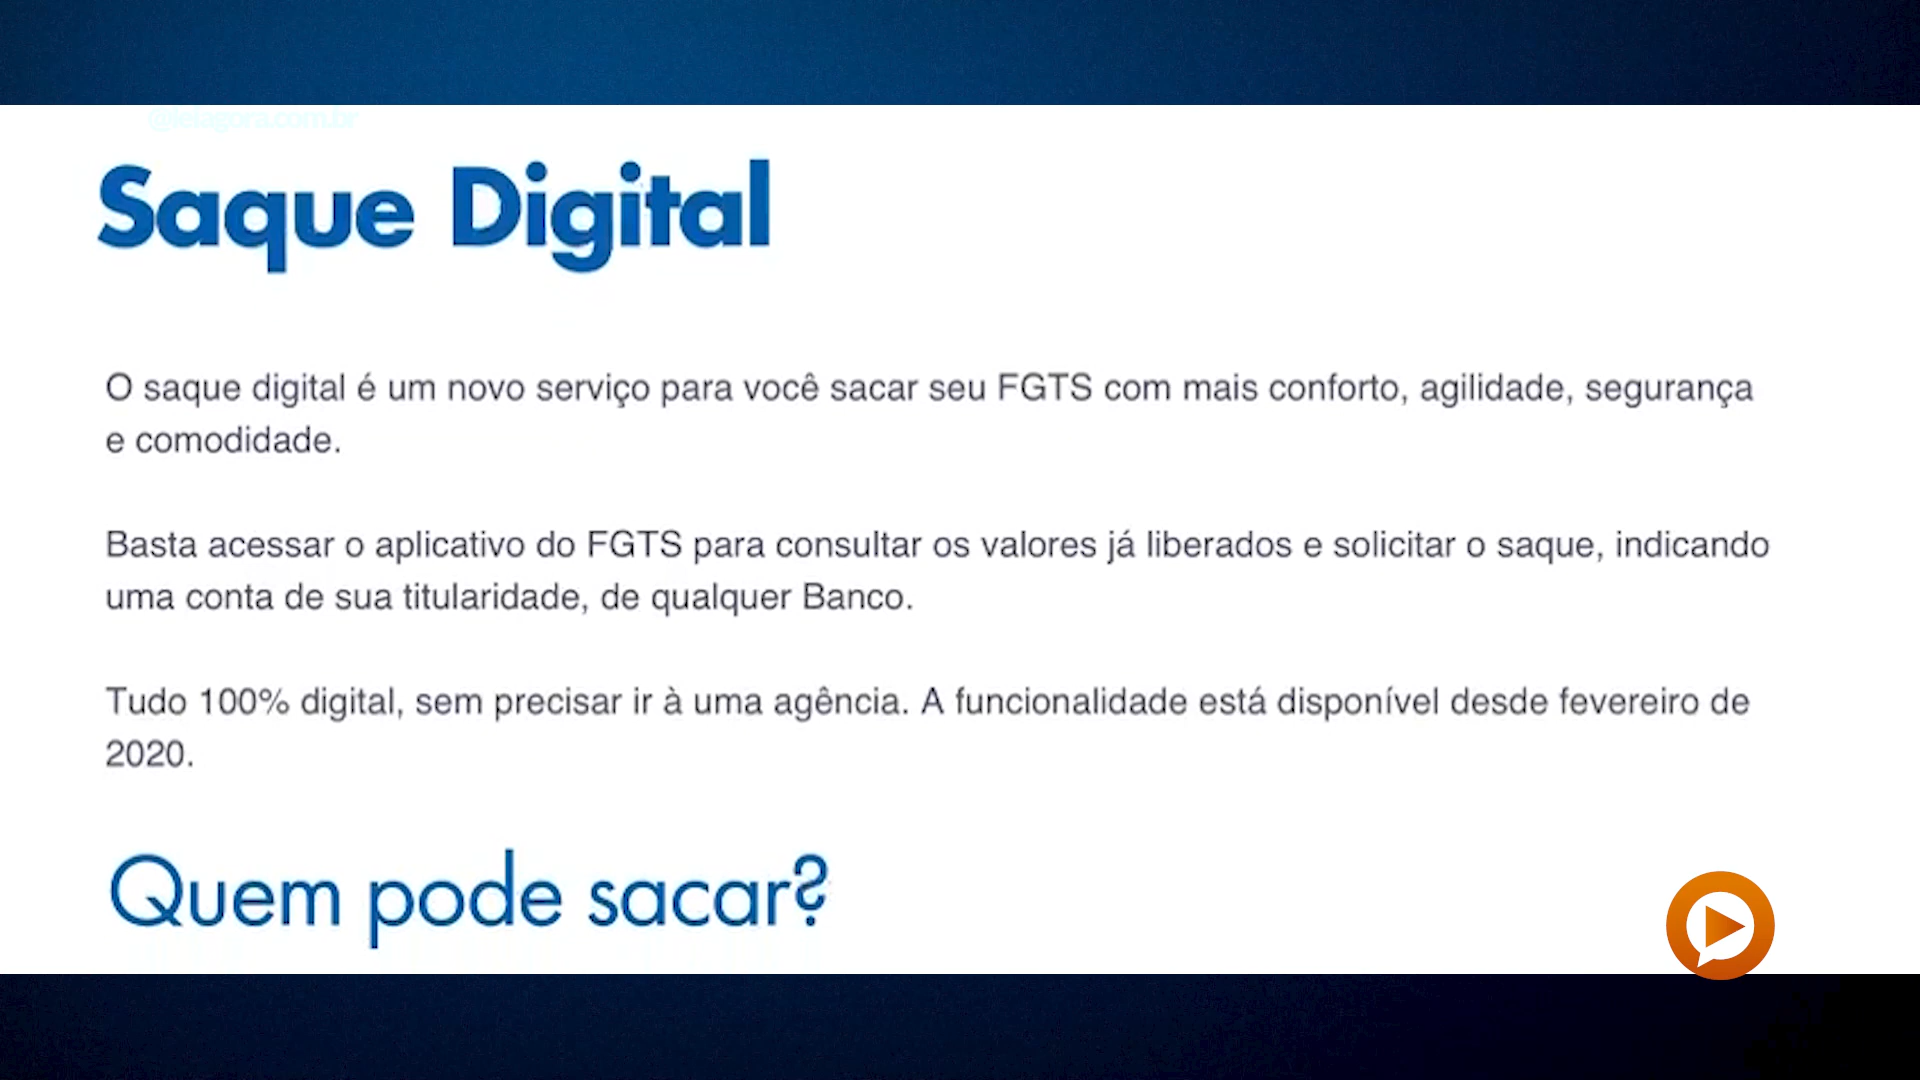 @leiagora.com.br
Saque Digital
O saque digital é um novo serviço para você sacar seu FGTS com mais conforto, agilidade, segurança
e comodidade.
Basta acessar o aplicativo do FGTS para consultar os valores já liberados e solicitar o saque, indicando
uma conta de sua titularidade, de qualquer Banco.
Tudo 100% digital, sem precisar ir à uma agência. A funcionalidade está disponível desde fevereiro de
2020.
Quem pode sacar?